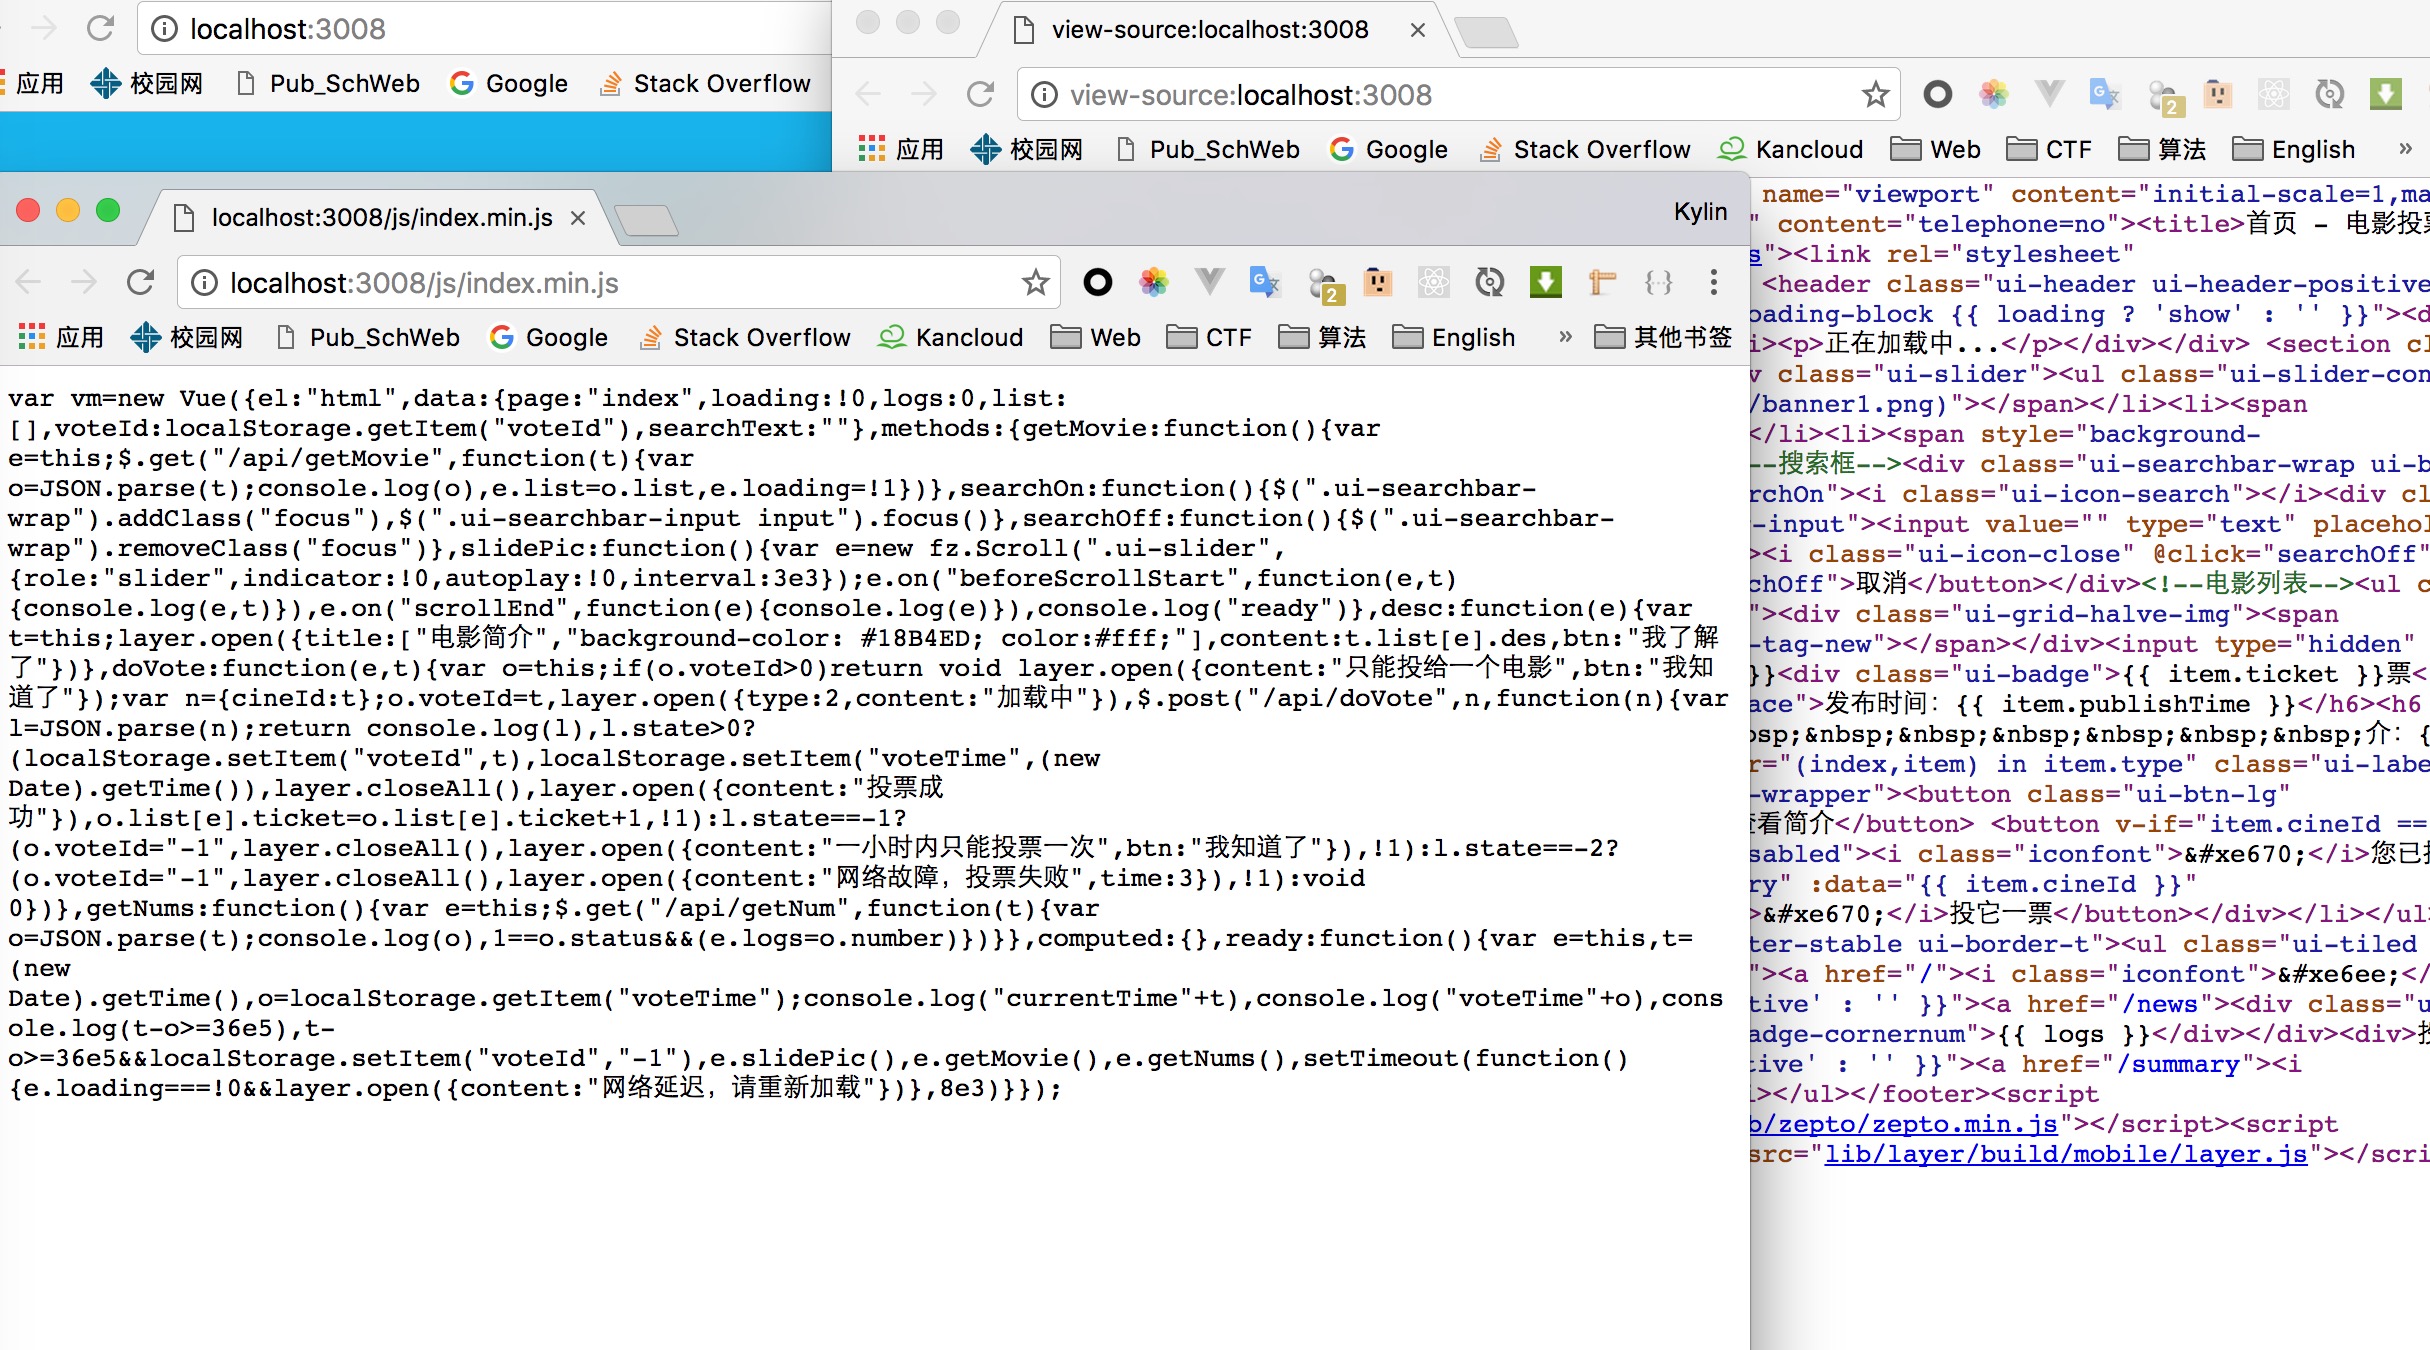 localhost:3008
应用 校园网 Pub_SchWeb Google Stack Overflow
view-source:localhost:3008
view-source:localhost:3008
2
应用 校园网 Pub_SchWeb Google Stack Overflow Kancloud Web CTF 算法 English »
localhost:3008/js/index.min.js
Kylin
localhost:3008/js/index.min.js
2
应用 校园网 Pub_SchWeb Google Stack Overflow Kancloud Web CTF 算法 English » 其他书签
var vm=new Vue({el:"html",data:{page:"index",loading:!0,logs:0,list:
[],voteId:localStorage.getItem("voteId"),searchText:""},methods:{getMovie:function(){var
e=this;$.get("/api/getMovie",function(t){var
o=JSON.parse(t);console.log(o),e.list=o.list,e.loading=!1})},searchOn:function(){$(".ui-searchbar-
wrap").addClass("focus"),$(".ui-searchbar-input input").focus()},searchOff:function(){$(".ui-searchbar-
wrap").removeClass("focus")},slidePic:function(){var e=new fz.Scroll(".ui-slider",
{role:"slider",indicator:!0,autoplay:!0,interval:3e3});e.on("beforeScrollStart",function(e,t)
{console.log(e,t)}),e.on("scrollEnd",function(e){console.log(e)}),console.log("ready")},desc:function(e){var
t=this;layer.open({title:["电影简介","background-color: #18B4ED; color:#fff;"],content:t.list[e].des,btn:"我了解
了"})},doVote:function(e,t){var o=this;if(o.voteId>0)return void layer.open({content:"只能投给一个电影",btn:"我知
道了"});var n={cineId:t};o.voteId=t,layer.open({type:2,content:"加载中"}),$.post("/api/doVote",n,function(n){var
l=JSON.parse(n);return console.log(l),l.state>0?
(localStorage.setItem("voteId",t),localStorage.setItem("voteTime",(new
Date).getTime()),layer.closeAll(),layer.open({content:"投票成
功"}),o.list[e].ticket=o.list[e].ticket+1,!1):l.state==-1?
(o.voteId="-1",layer.closeAll(),layer.open({content:"一小时内只能投票一次",btn:"我知道了"}),!1):l.state==-2?
(o.voteId="-1",layer.closeAll(),layer.open({content:"网络故障，投票失败",time:3}),!1):void
0})},getNums:function(){var e=this;$.get("/api/getNum",function(t){var
o=JSON.parse(t);console.log(o),1==o.status&&(e.logs=o.number)})}},computed:{},ready:function(){var e=this,t=
(new
Date).getTime(),o=localStorage.getItem("voteTime");console.log("currentTime"+t),console.log("voteTime"+o),cons
ole.log(t-o>=36e5),t-
o>=36e5&&localStorage.setItem("voteId","-1"),e.slidePic(),e.getMovie(),e.getNums(),setTimeout(function()
{e.loading===!0&&layer.open({content:"网络延迟，请重新加载"})},8e3)}});
name="viewport" content="initial-scale=1,ma
" content="telephone=no"><title>首页 - 电影投
s"><link rel="stylesheet"
<header class="ui-header ui-header-positive
oading-block {{ loading ? 'show' : '' }}"><d
i><p>正在加载中...</p></div></div> <section cl
v class="ui-slider"><ul class="ui-slider-con
/banner1.png)"></span></li><li><span
</li><li><span style="background-
--搜索框--><div class="ui-searchbar-wrap ui-b
rchOn"><i class="ui-icon-search"></i><div cl
-input"><input value="" type="text" placehol
><i class="ui-icon-close" @click="searchOff"
chOff">取消</button></div><!--电影列表--><ul c
"><div class="ui-grid-halve-img"><span
-tag-new"></span></div><input type="hidden"
}}<div class="ui-badge">{{ item.ticket }}票<
ace">发布时间: {{ item.publishTime }}</h6><h6
osp;&nbsp;&nbsp;&nbsp;&nbsp;&nbsp;介: {
r="(index,item) in item.type" class="ui-labe
-wrapper"><button class="ui-btn-lg"
查看简介</button> <button v-if="item.cineId ==
sabled"><i class="iconfont">&#xe670;</i>您已
ry" :data="{{ item.cineId }}"
>&#xe670;</i>投它一票</button></div></li></ul
ter-stable ui-border-t"><ul class="ui-tiled
"><a href="/"><i class="iconfont">&#xe6ee;</
tive' : '' }}"><a href="/news"><div class="u
adge-cornernum">{{ logs }}</div></div><div>
tive' : '' }}"><a href="/summary"><i
i></ul></footer><script
b/zepto/zepto.min.js"></script><script
src="lib/layer/build/mobile/layer.js"></scri